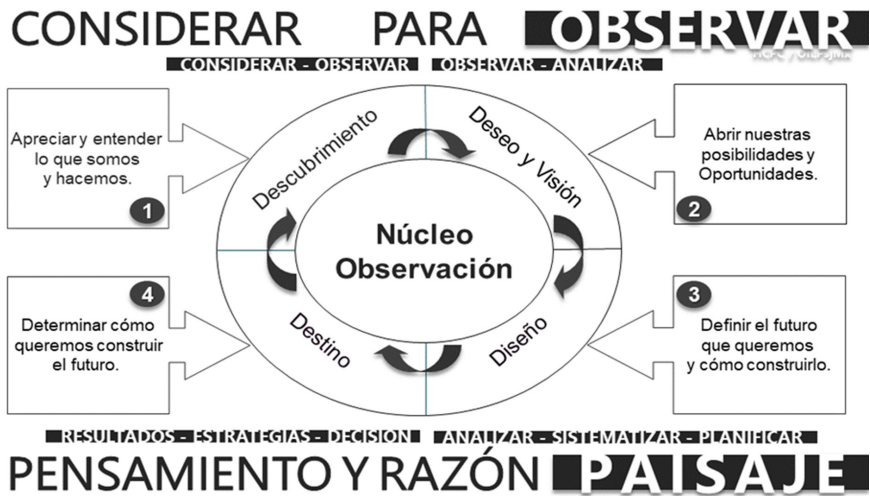 CONSIDERAR PARA OBSERVAR
CONSIDERAR - OBSERVAR OBSERVAR - ANALIZAR
Apreciar y entender
lo que somos
y hacemos.
1
Descubrimiento
Deseo y Visión
Abrir nuestras
posibilidades y
Oportunidades.
2
Núcleo
Observación
4
Determinar cómo
queremos construir
el futuro.
Destino
Diseño
3
Definir el futuro
que queremos
y cómo construirlo.
RESULTADOS - ESTRATEGIAS - DECISION ANALIZAR - SISTEMATIZAR - PLANIFICAR
PENSAMIENTO Y RAZÓN PAISAJE